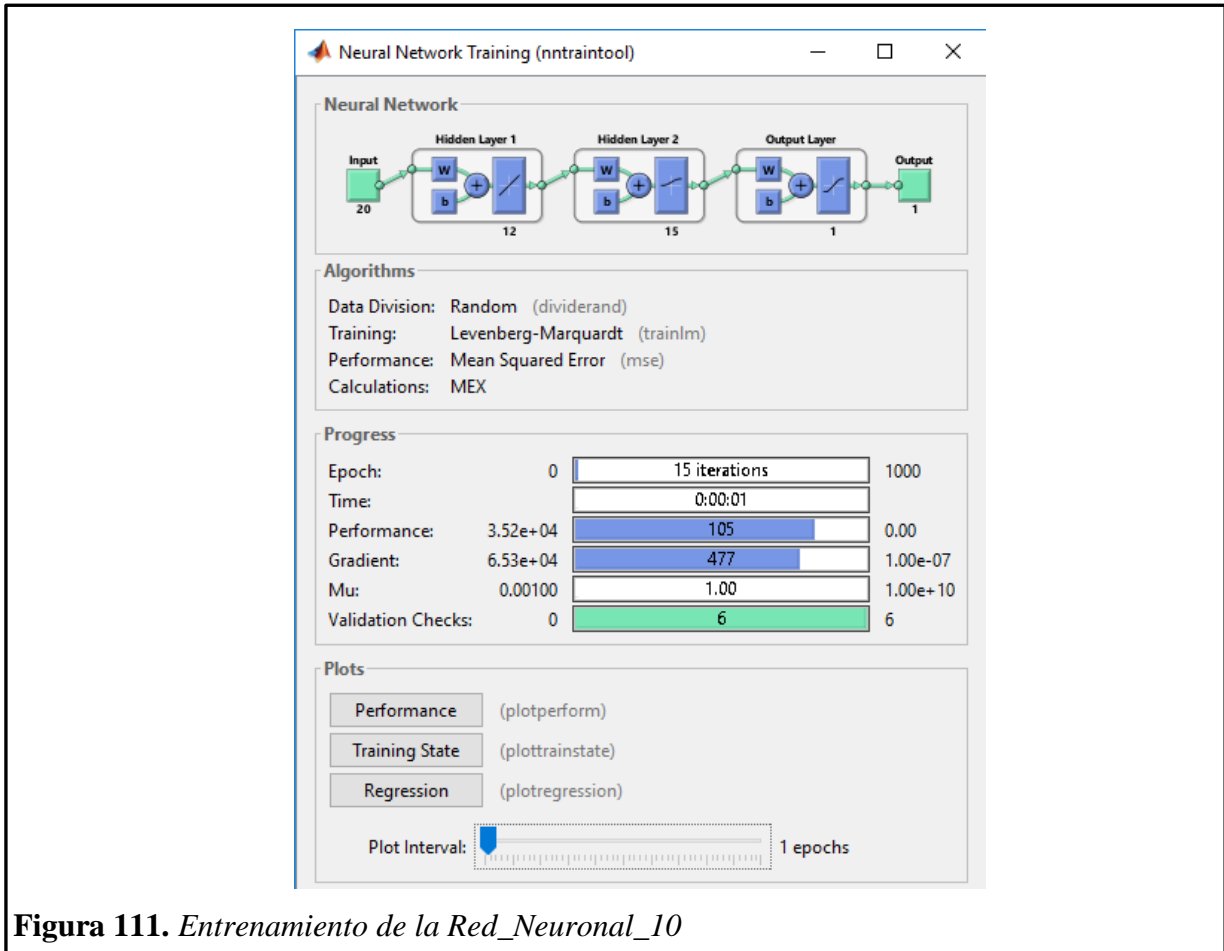 Neural Network Training (nntraintool)
Neural Network
Hidden Layer 1 Hidden Layer 2 Output Layer
Input Output
W W W
+ + +
b b b
20 12 15 1 1
Algorithms
Data Division: Random (dividerand)
Training: Levenberg-Marquardt (trainlm)
Performance: Mean Squared Error (mse)
Calculations: MEX
Progress
Epoch: 0 15 iterations 1000
Time: 0:00:01
Performance: 3.52e+04 105 0.00
Gradient: 6.53e+04 477 1.00e-07
Mu: 0.00100 1.00 1.00e+10
Validation Checks: 0 6 6
Plots
Performance (plotperform)
Training State (plottrainstate)
Regression (plotregression)
Plot Interval: 1 epochs
Figura 111. Entrenamiento de la Red_Neuronal_10